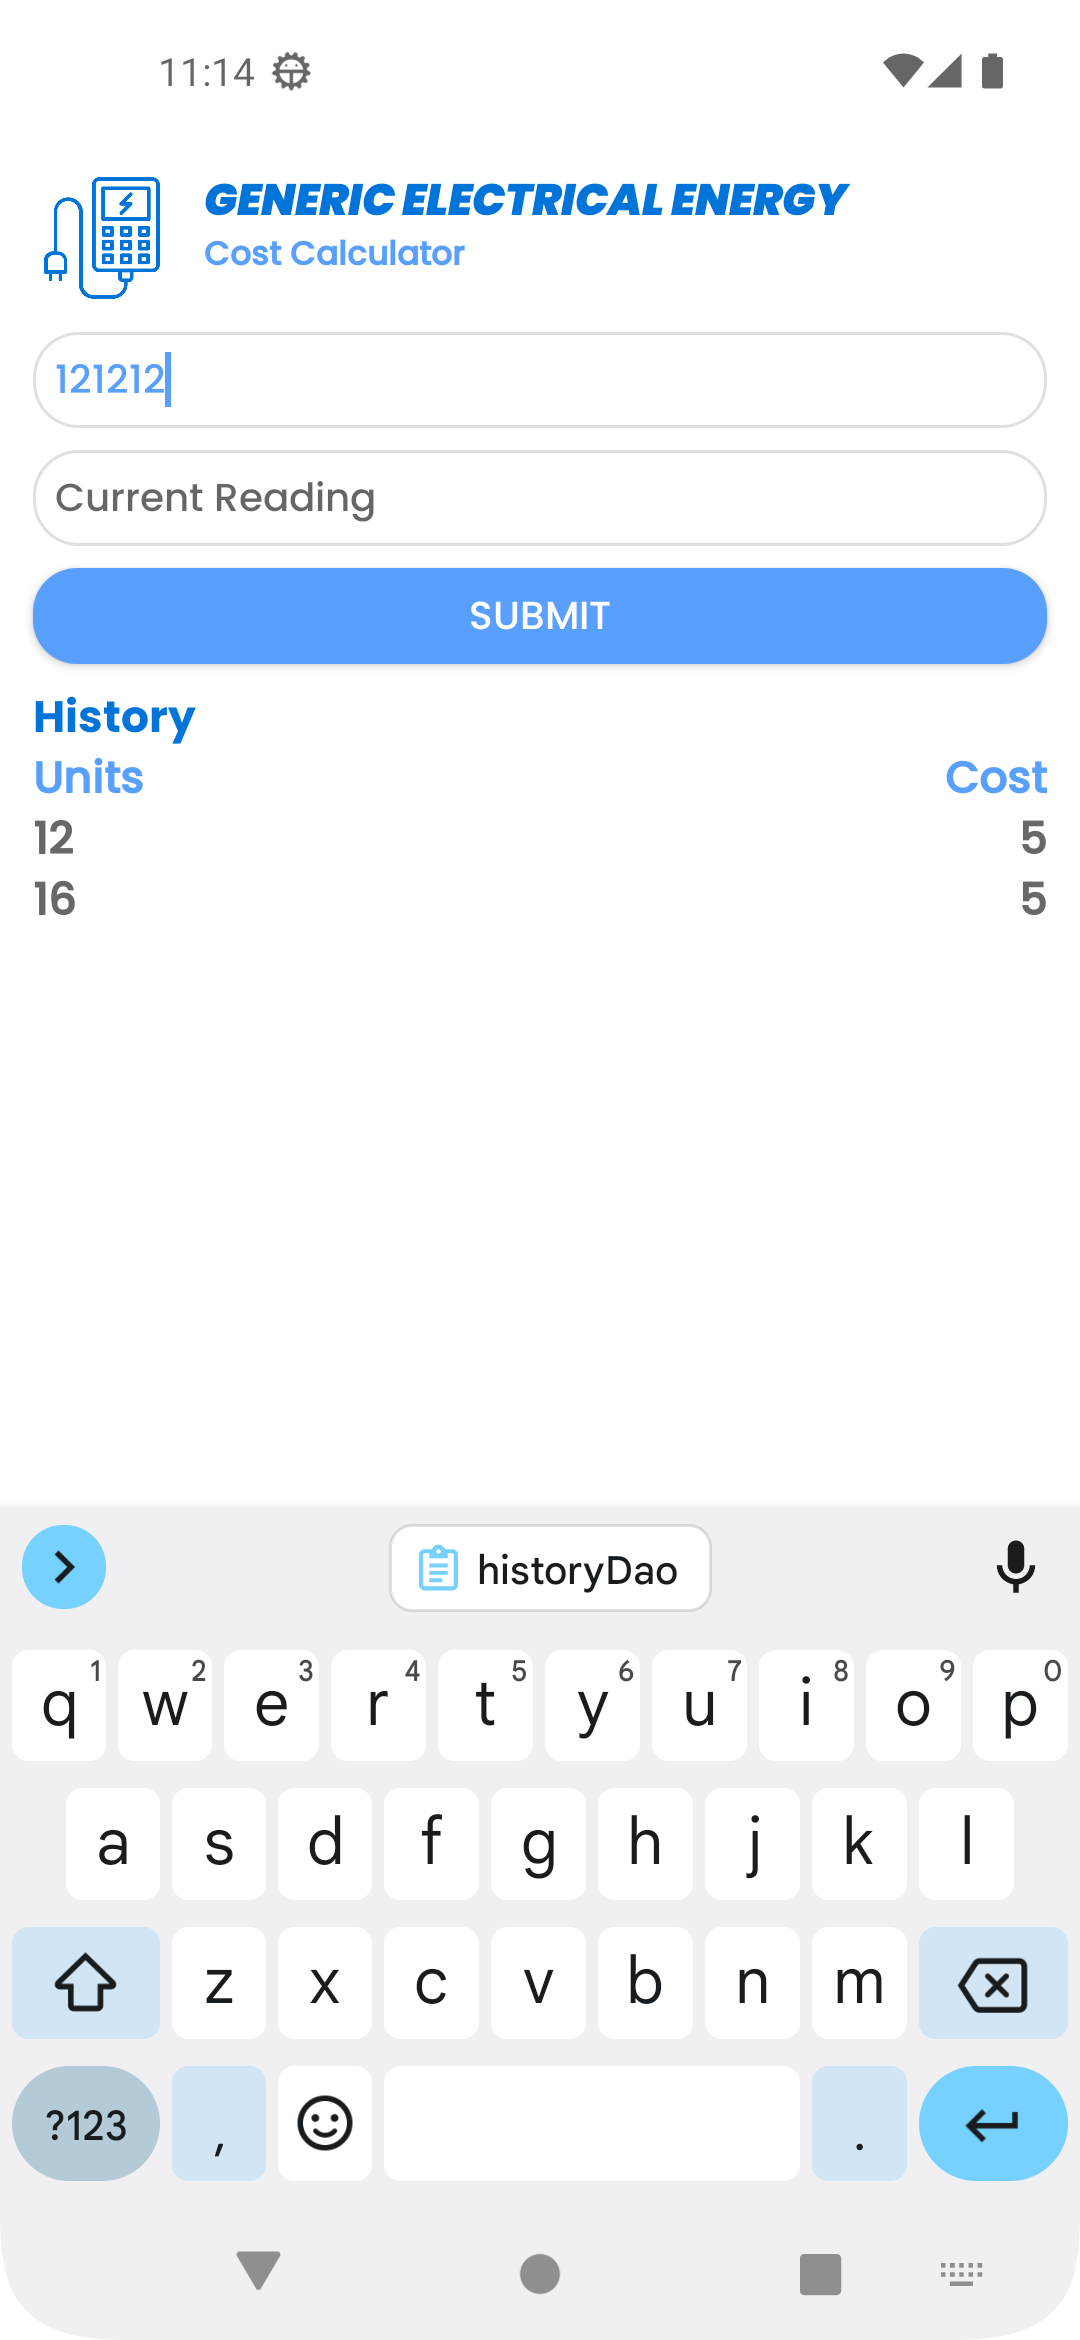 11:14
GENERIC ELECTRICAL ENERGY
Cost Calculator
121212
Current Reading
SUBMIT
History
Units Cost
12 5
16 5
historyDao
q 1 w 2 e 3 r 4 t 5 y 6 u 7 i 8 o 9 p 0
a s d f g h j k l
z x c v b n m
?123 , .